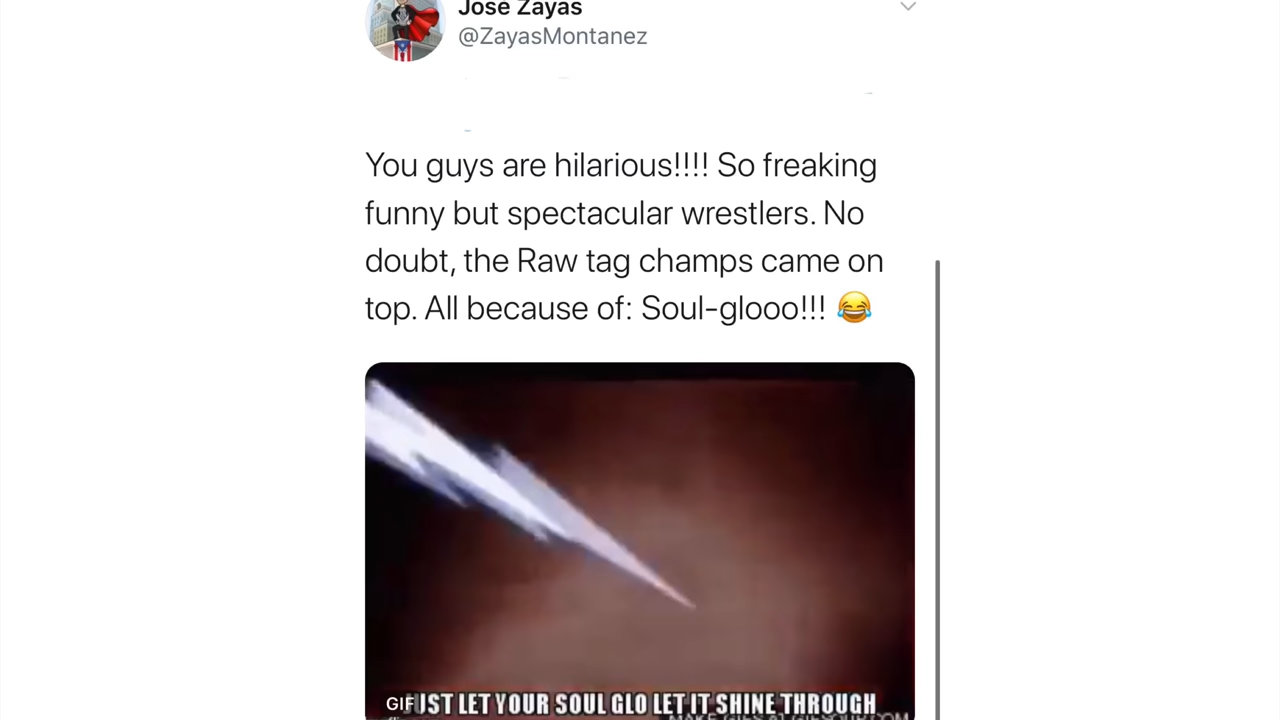 Jose Zayas
@ZayasMontanez
You guys are hilarious!!!! So freaking
funny but spectacular wrestlers. No
doubt, the Raw tag champs came on
top. All because of: Soul-glooo!!! 😂
GIF
UST LET YOUR SOUL GLO LET IT SHINE THROUGH